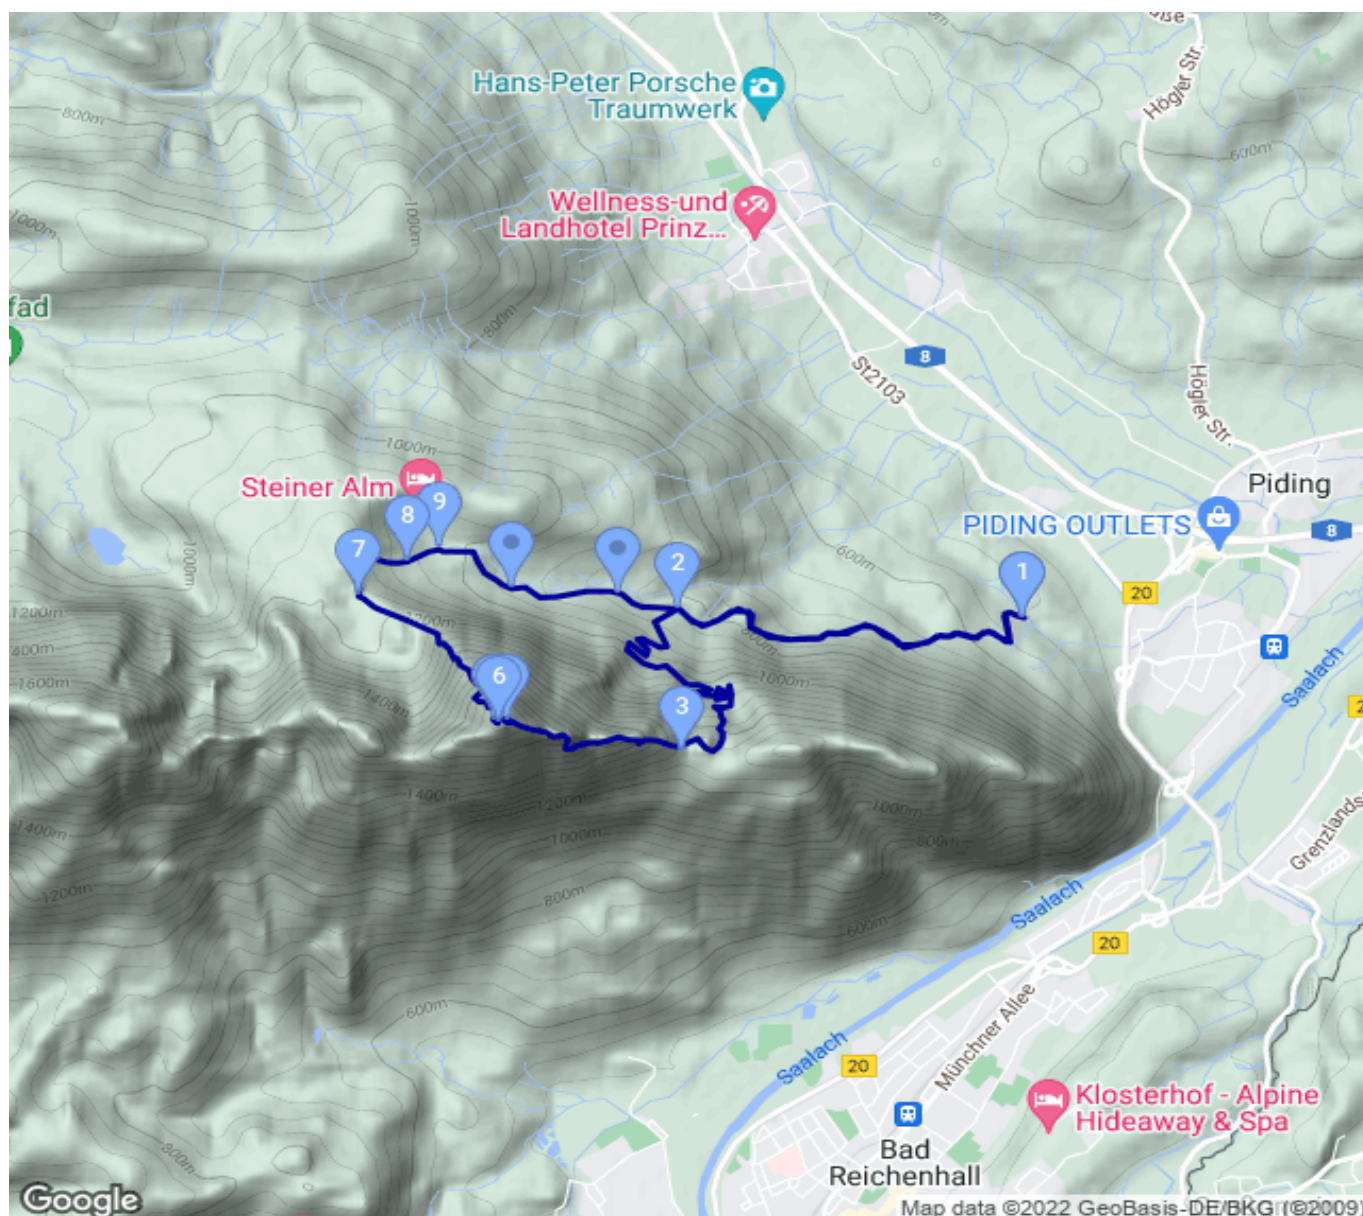 Högler Str.
800m
Hans-Peter Porsche
Traumwerk
600m
1000m
1000m
Wellness-und
Landhotel Prinz...
fad
800m
8
St2103
Högler Str.
1000m
Steiner Alm
Piding
PIDING OUTLETS
8
9
8
7
2
1
600m
1000m
20
1200m
1200m
800m
400m
1600m
1000m
6
3
1400m
Saalach
2
1400m
1200m
1000m
1000m
800m
1400m
1200m
800m
600m
Grenzlands
Saalach
20
600m
Münchner Allee
Saalach
20
Klosterhof - Alpine
Hideaway & Spa
Bad
Reichenhall
800m
Google
Map data ©2022 GeoBasis-DE/BKG (©2009)